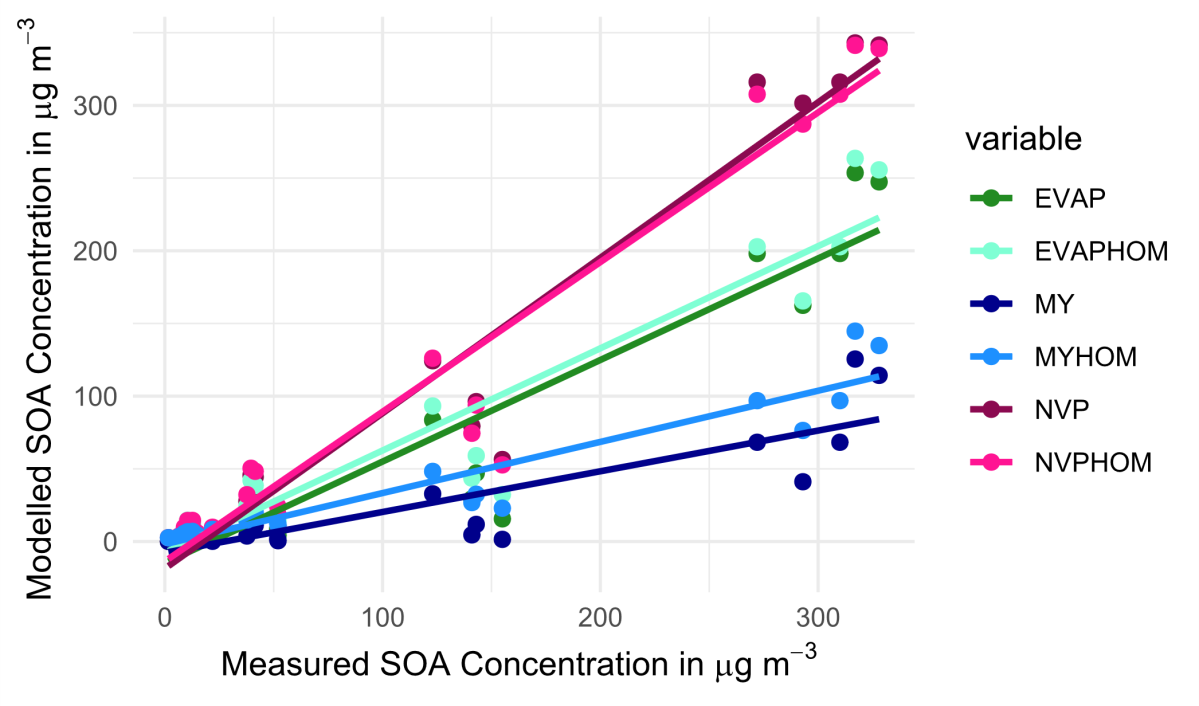 Modelled SOA Concentration in μg m⁻³
300
200
100
0
0 100 200 300
Measured SOA Concentration in μg m⁻³
variable
EVAP
EVAPHOM
MY
MYHOM
NVP
NVPHOM